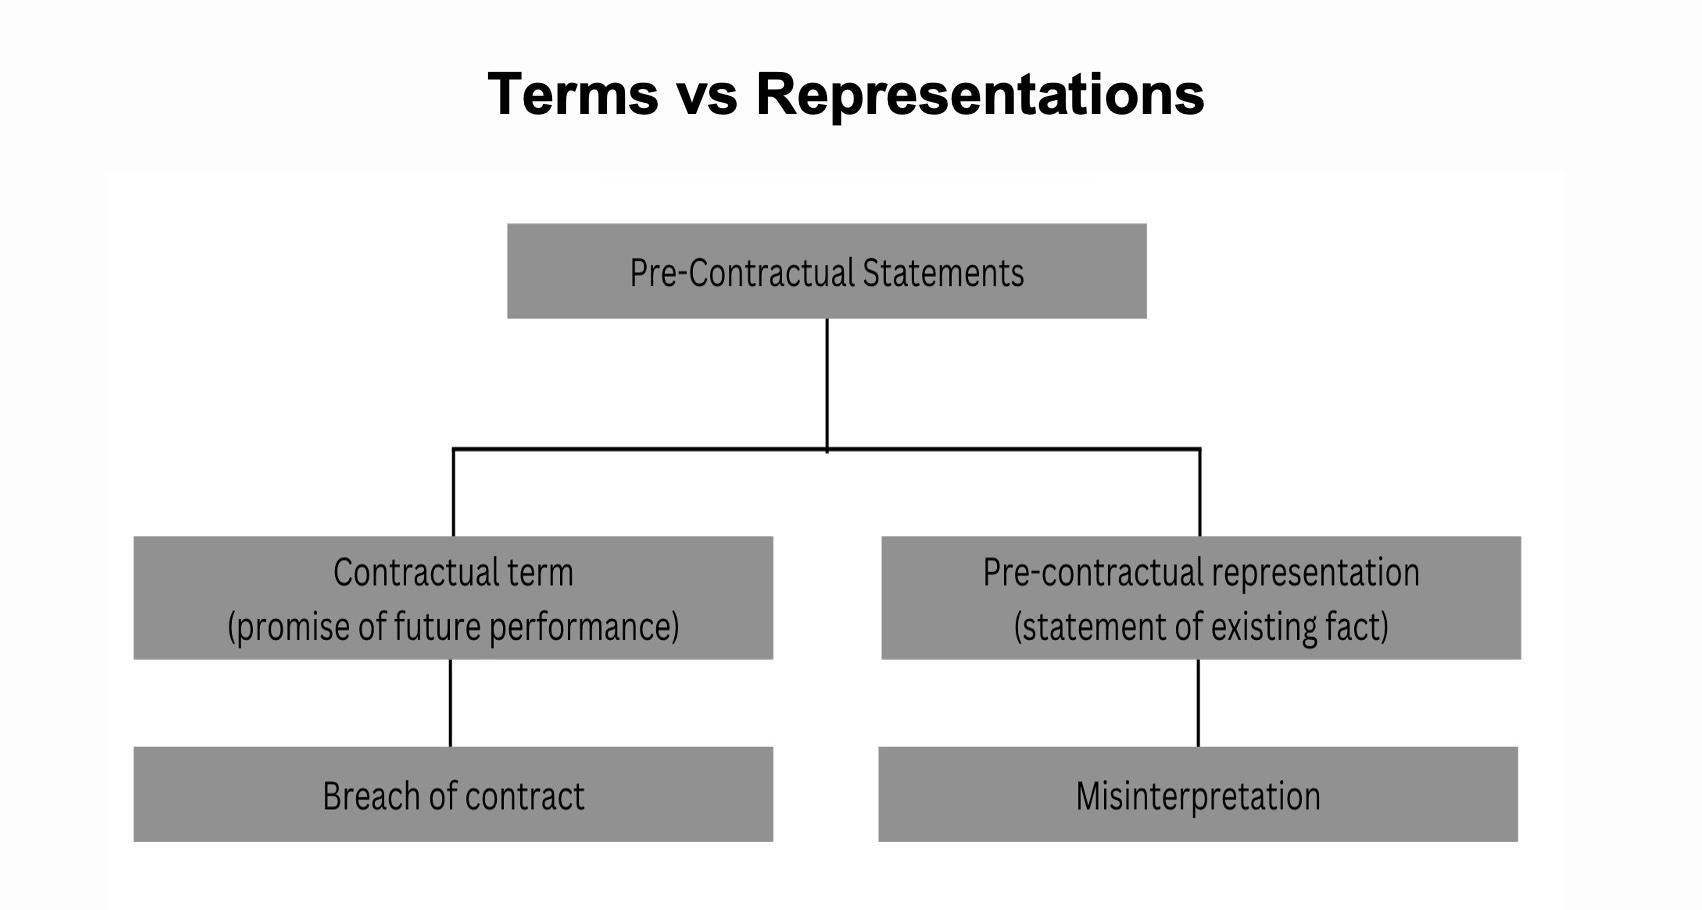 Terms vs Representations
Pre-Contractual Statements
Contractual term
(promise of future performance)
Pre-contractual representation
(statement of existing fact)
Breach of contract
Misinterpretation